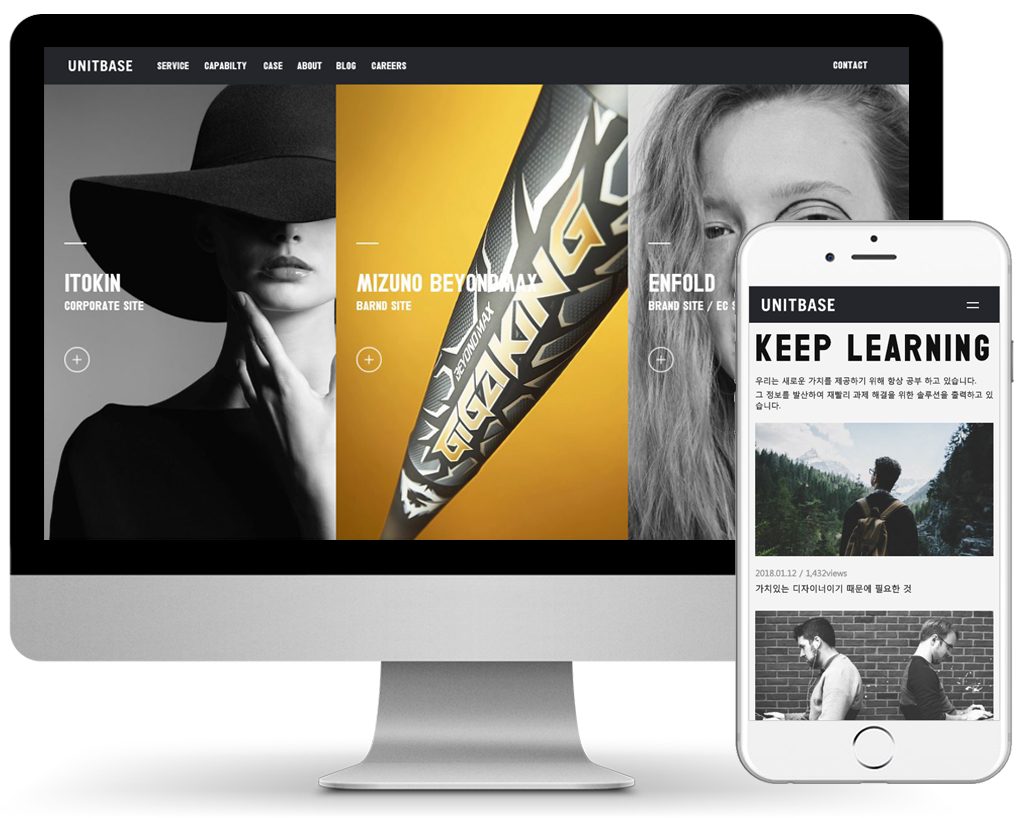 UNITBASE SERVICE CAPABILTY CASE ABOUT BLOG CAREERS CONTACT
ITOKIN
CORPORATE SITE
MIZUNO BEYONDMAX
BARND SITE
BEYONDMAX
GIGAKING
ENFOLD
BRAND SITE / EC S
UNITBASE
KEEP LEARNING
우리는 새로운 가치를 제공하기 위해 항상 공부 하고 있습니다.
그 정보를 발산하여 재빨리 과제 해결을 위한 솔루션을 출력하고 있
습니다.
2018.01.12 / 1,432views
가치있는 디자이너이기 때문에 필요한 것